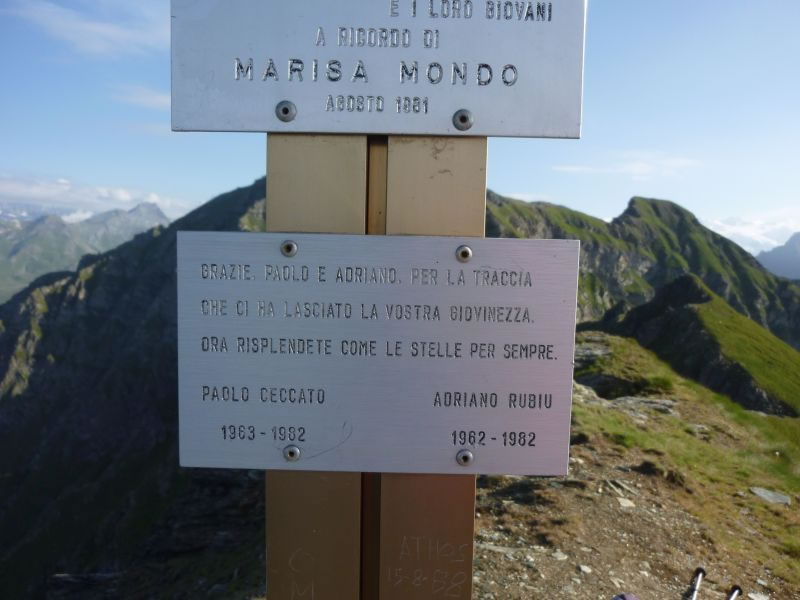 E I LORO GIOVANI
A RICORDO DI
MARISA MONDO
AGOSTO 1981
GRAZIE, PAOLO E ADRIANO, PER LA TRACCIA
CHE CI HA LASCIATO LA VOSTRA GIOVINEZZA.
ORA RISPLENDETE COME LE STELLE PER SEMPRE.
PAOLO CECCATO
ADRIANO RUBIU
1963 - 1982
1962 - 1982
C
M
ATHOS